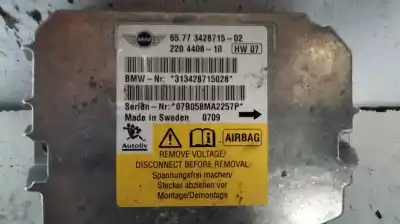 MINI
65.77 3428715-02
220 4408-10 HW 07
BMW-Nr: *313428715028*
Serien-Nr:*07B058MA2257P*
Made in Sweden 0709
Autoliv
AIRBAG
REMOVE VOLTAGE/
DISCONNECT BEFORE REMOVAL
Spannungsfrei machen/
Stecker abziehen vor
Montage/Demontage